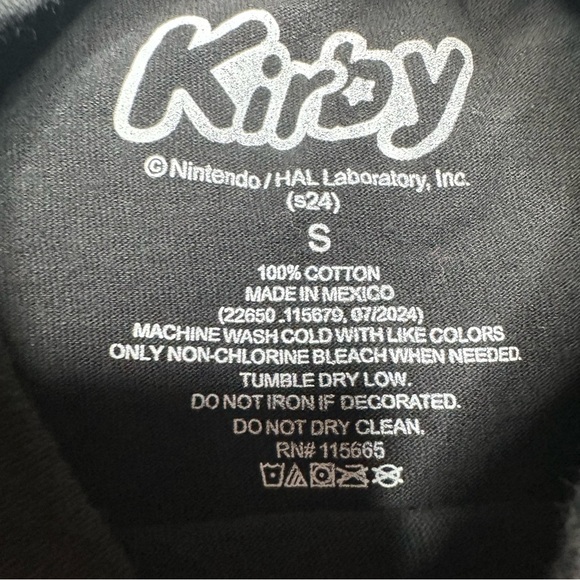 Kirby
©Nintendo / HAL Laboratory, Inc.
(s24)
S
100% COTTON
MADE IN MEXICO
(22650 .115679, 07/2024)
MACHINE WASH COLD WITH LIKE COLORS
ONLY NON-CHLORINE BLEACH WHEN NEEDED.
TUMBLE DRY LOW.
DO NOT IRON IF DECORATED.
DO NOT DRY CLEAN.
RN# 115665